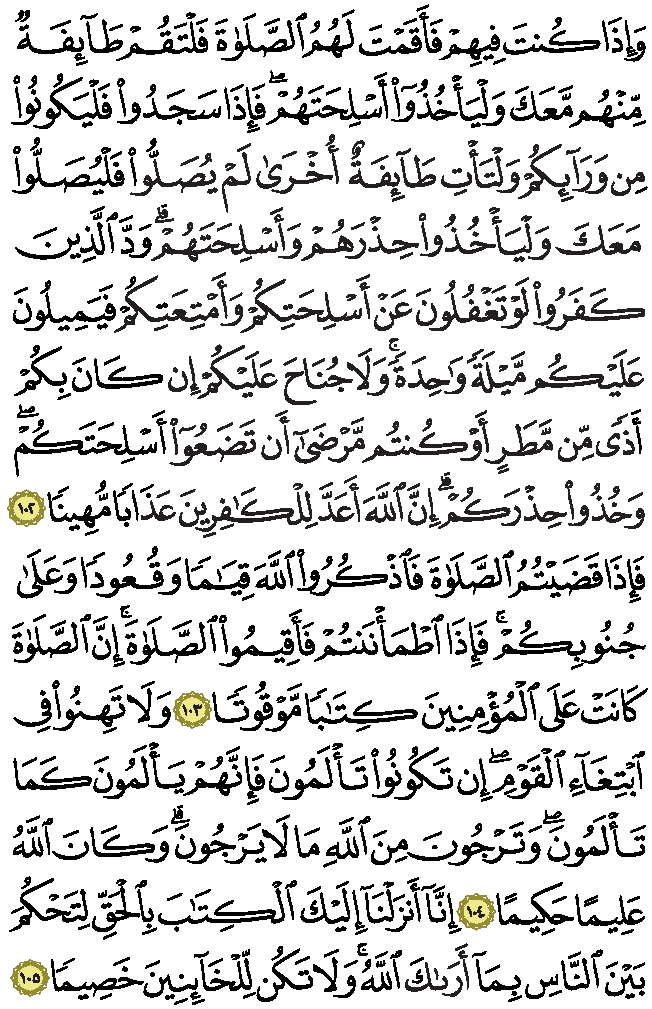 وَإِذَا كُنتَ فِيهِمْ فَأَقَمْتَ لَهُمُ ٱلصَّلَوٰةَ فَلْتَقُمْ طَآئِفَةٌ
مِّنْهُم مَّعَكَ وَلْيَأْخُذُوٓا۟ أَسْلِحَتَهُمْ ۖ فَإِذَا سَجَدُوا۟ فَلْيَكُونُوا۟
مِن وَرَآئِكُمْ وَلْتَأْتِ طَآئِفَةٌ أُخْرَىٰ لَمْ يُصَلُّوا۟ فَلْيُصَلُّوا۟
مَعَكَ وَلْيَأْخُذُوا۟ حِذْرَهُمْ وَأَسْلِحَتَهُمْ ۗ وَدَّ ٱلَّذِينَ
كَفَرُوا۟ لَوْ تَغْفُلُونَ عَنْ أَسْلِحَتِكُمْ وَأَمْتِعَتِكُمْ فَيَمِيلُونَ
عَلَيْكُم مَّيْلَةً وَٰحِدَةً ۚ وَلَا جُنَاحَ عَلَيْكُمْ إِن كَانَ بِكُمْ
أَذًى مِّن مَّطَرٍ أَوْ كُنتُم مَّرْضَىٰٓ أَن تَضَعُوٓا۟ أَسْلِحَتَكُمْ ۖ
وَخُذُوا۟ حِذْرَكُمْ ۗ إِنَّ ٱللَّهَ أَعَدَّ لِلْكَـٰفِرِينَ عَذَابًا مُّهِينًا ١٠٢
فَإِذَا قَضَيْتُمُ ٱلصَّلَوٰةَ فَٱذْكُرُوا۟ ٱللَّهَ قِيَـٰمًا وَقُعُودًا وَعَلَىٰ
جُنُوبِكُمْ ۚ فَإِذَا ٱطْمَأْنَنتُمْ فَأَقِيمُوا۟ ٱلصَّلَوٰةَ ۚ إِنَّ ٱلصَّلَوٰةَ
كَانَتْ عَلَى ٱلْمُؤْمِنِينَ كِتَـٰبًا مَّوْقُوتًا ١٠٣ وَلَا تَهِنُوا۟ فِى
ٱبْتِغَآءِ ٱلْقَوْمِ ۖ إِن تَكُونُوا۟ تَأْلَمُونَ فَإِنَّهُمْ يَأْلَمُونَ كَمَا
تَأْلَمُونَ ۖ وَتَرْجُونَ مِنَ ٱللَّهِ مَا لَا يَرْجُونَ ۗ وَكَانَ ٱللَّهُ
عَلِيمًا حَكِيمًا ١٠٤ إِنَّآ أَنزَلْنَآ إِلَيْكَ ٱلْكِتَـٰبَ بِٱلْحَقِّ لِتَحْكُمَ
بَيْنَ ٱلنَّاسِ بِمَآ أَرَىٰكَ ٱللَّهُ ۚ وَلَا تَكُن لِّلْخَآئِنِينَ خَصِيمًا ١٠٥